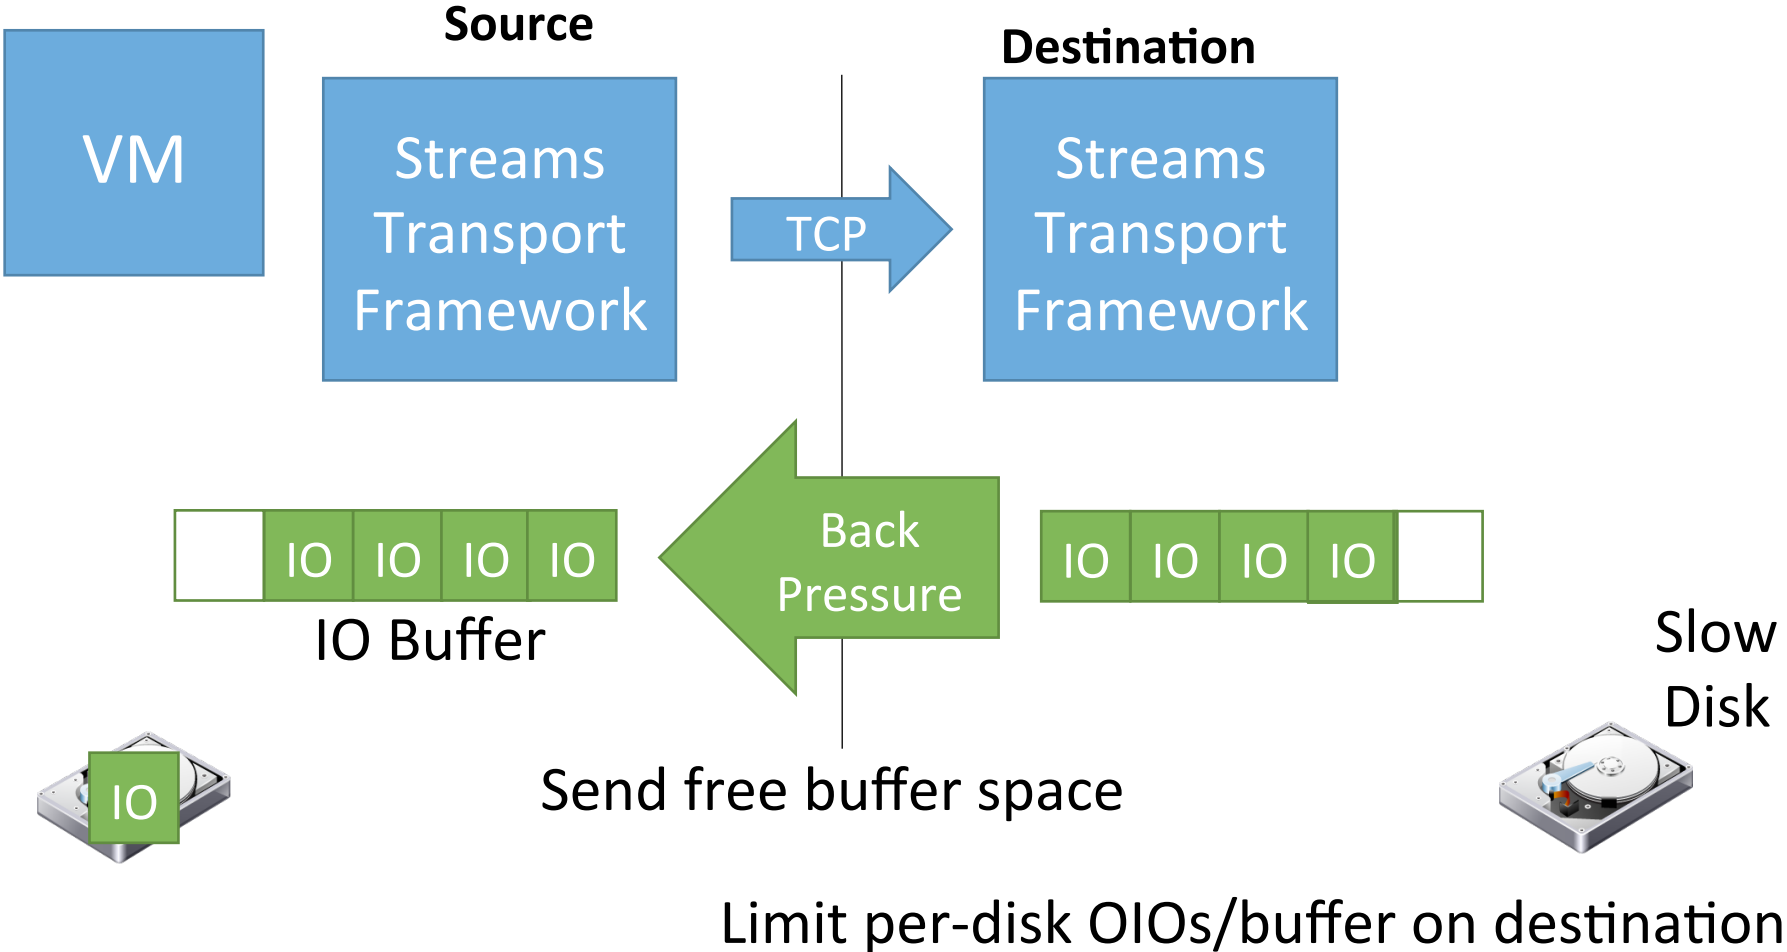 Source
Destination
VM
Streams
Transport
Framework
TCP
Streams
Transport
Framework
Back
Pressure
IO IO IO IO
IO IO IO IO
IO Buffer
Slow
Disk
IO
Send free buffer space
Limit per-disk OIOs/buffer on destination